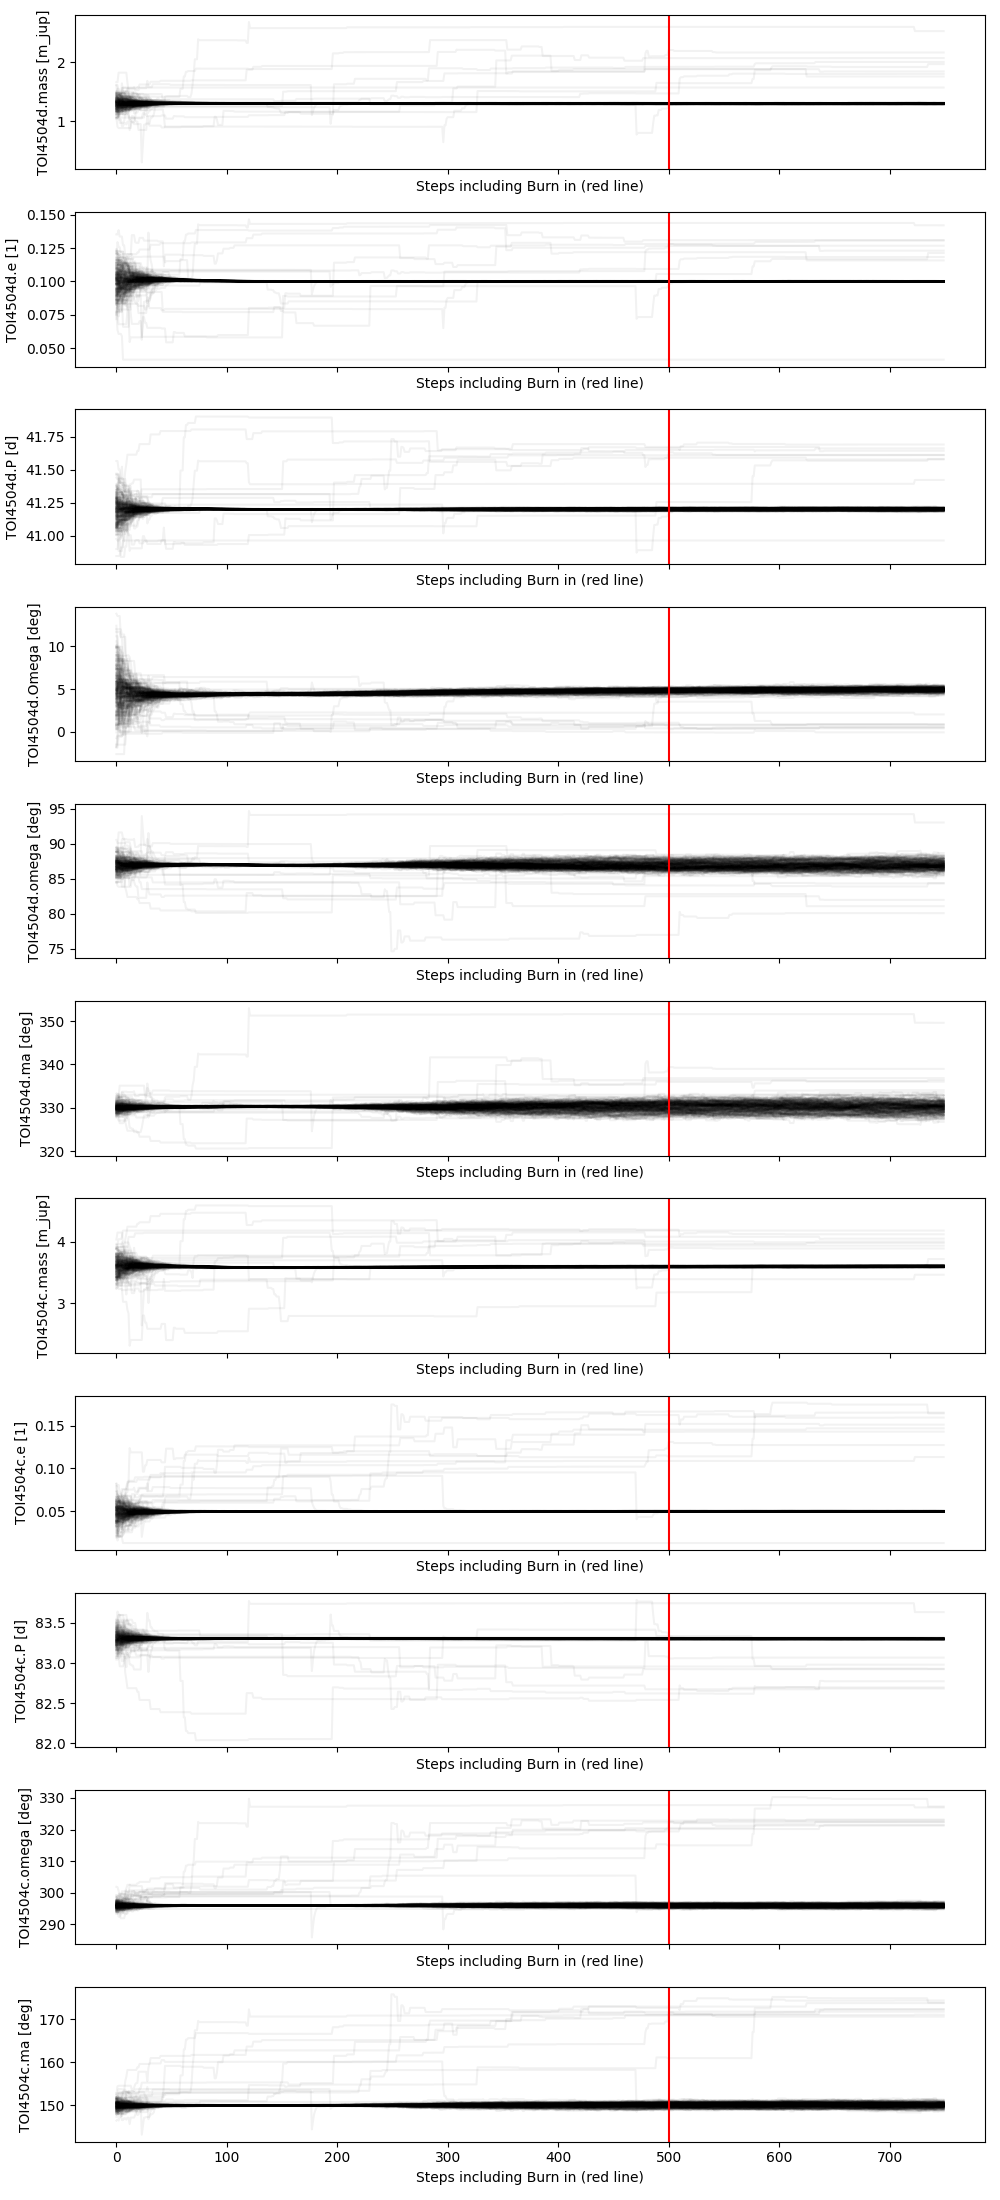 TOI4504d.mass [m_jup]
2
1
Steps including Burn in (red line)
TOI4504d.e [1]
0.150
0.125
0.100
0.075
0.050
Steps including Burn in (red line)
TOI4504d.P [d]
41.75
41.50
41.25
41.00
Steps including Burn in (red line)
TOI4504d.Omega [deg]
10
5
0
Steps including Burn in (red line)
TOI4504d.omega [deg]
95
90
85
80
75
Steps including Burn in (red line)
TOI4504d.ma [deg]
350
340
330
320
Steps including Burn in (red line)
TOI4504c.mass [m_jup]
4
3
Steps including Burn in (red line)
TOI4504c.e [1]
0.15
0.10
0.05
Steps including Burn in (red line)
TOI4504c.P [d]
83.5
83.0
82.5
82.0
Steps including Burn in (red line)
TOI4504c.omega [deg]
330
320
310
300
290
Steps including Burn in (red line)
TOI4504c.ma [deg]
170
160
150
0 100 200 300 400 500 600 700
Steps including Burn in (red line)